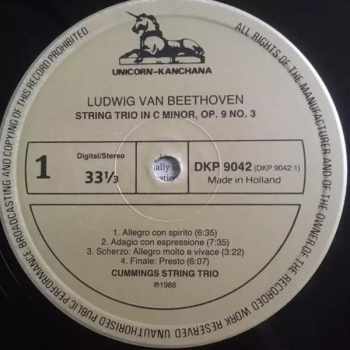 ALL RIGHTS OF THE MANUFACTURER AND OF THE OWNER OF THE RECORDED WORK RESERVED UNAUTHORISED PUBLIC PERFORMANCE BROADCASTING AND COPYING OF THIS RECORD PROHIBITED
UNICORN-KANCHANA
LUDWIG VAN BEETHOVEN
STRING TRIO IN C MINOR, OP. 9 NO. 3
1
Digital/Stereo
33⅓
DKP 9042 (DKP 9042 1)
Made in Holland
1. Allegro con spirito (6:35)
2. Adagio con espressione (7:35)
3. Scherzo: Allegro molto e vivace (3:22)
4. Finale: Presto (6:07)
CUMMINGS STRING TRIO
℗1986